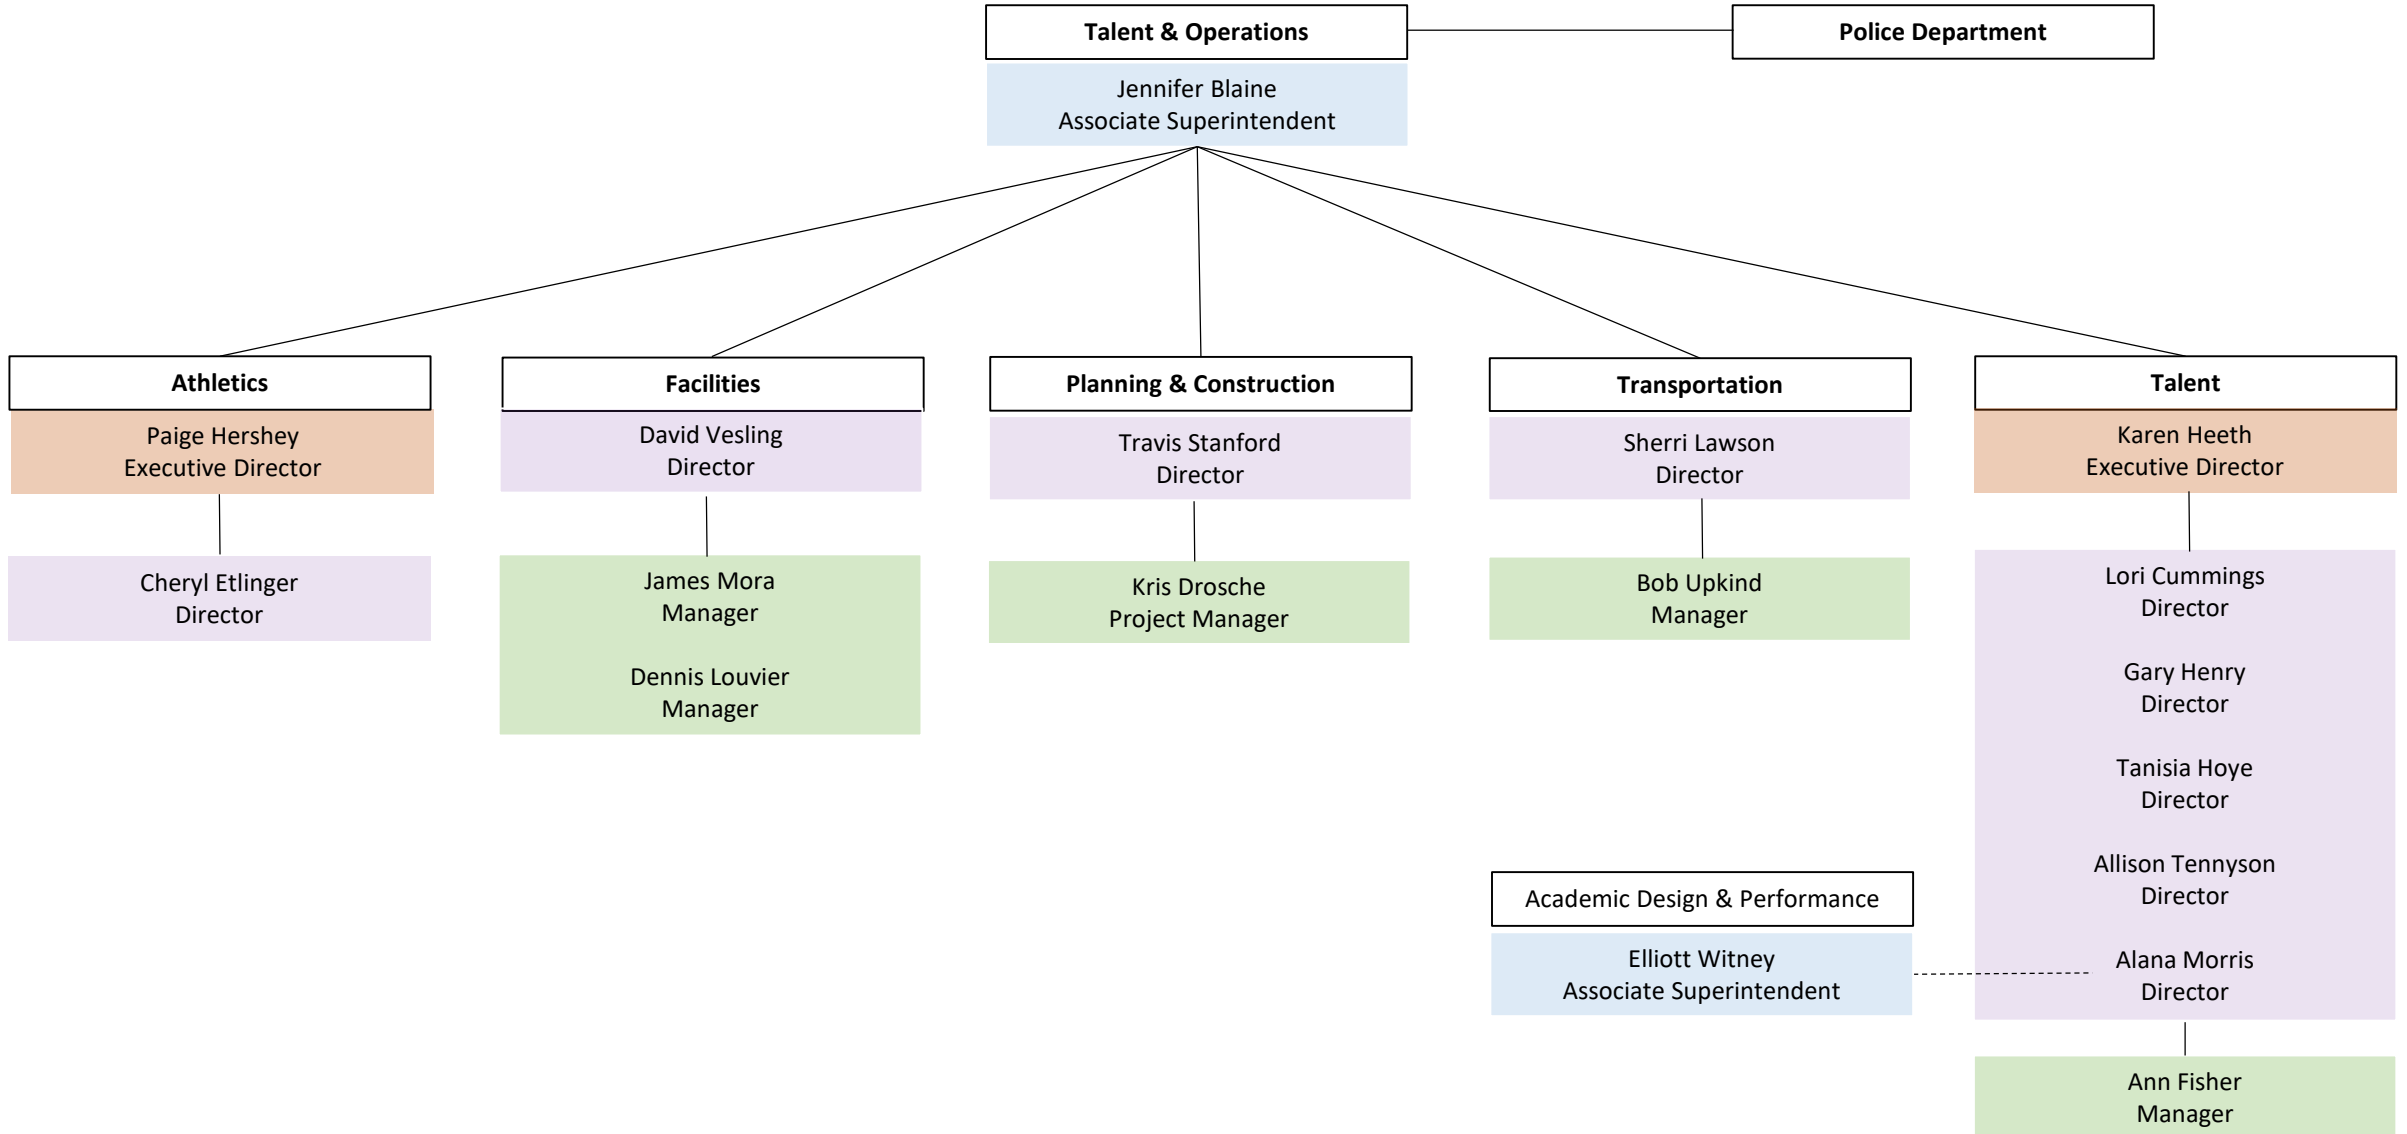 Talent & Operations
Police Department
Jennifer Blaine
Associate Superintendent
Athletics
Paige Hershey
Executive Director
Cheryl Etlinger
Director
Facilities
David Vesling
Director
James Mora
Manager
Dennis Louvier
Manager
Planning & Construction
Travis Stanford
Director
Kris Drosche
Project Manager
Transportation
Sherri Lawson
Director
Bob Upkind
Manager
Talent
Karen Heeth
Executive Director
Lori Cummings
Director
Gary Henry
Director
Tanisia Hoye
Director
Allison Tennyson
Director
Alana Morris
Director
Academic Design & Performance
Elliott Witney
Associate Superintendent
Ann Fisher
Manager